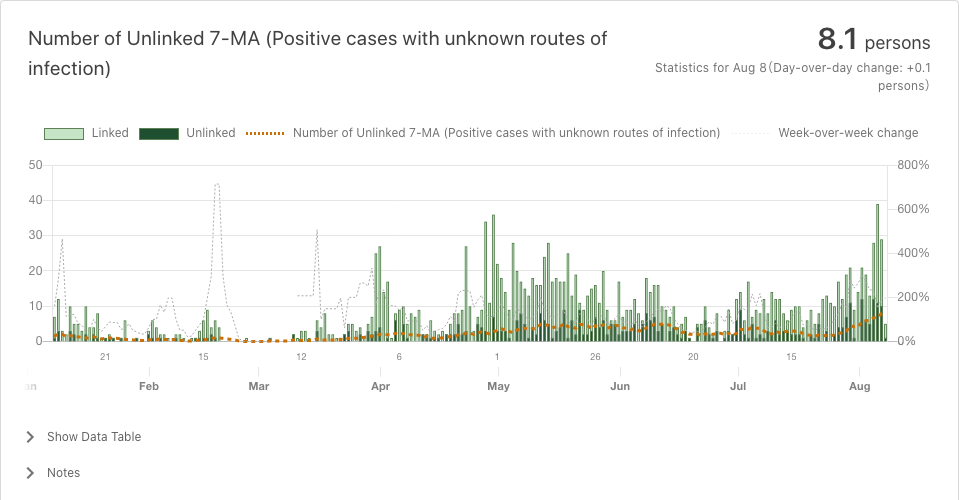 Number of Unlinked 7-MA (Positive cases with unknown routes of
infection)
8.1 persons
Statistics for Aug 8(Day-over-day change: +0.1
persons)
Linked Unlinked Number of Unlinked 7-MA (Positive cases with unknown routes of infection) Week-over-week change
50 800%
40 600%
30 400%
20
10 200%
0 0%
21 15 12 6 1 26 20 15
an Feb Mar Apr May Jun Jul Aug
Show Data Table
Notes